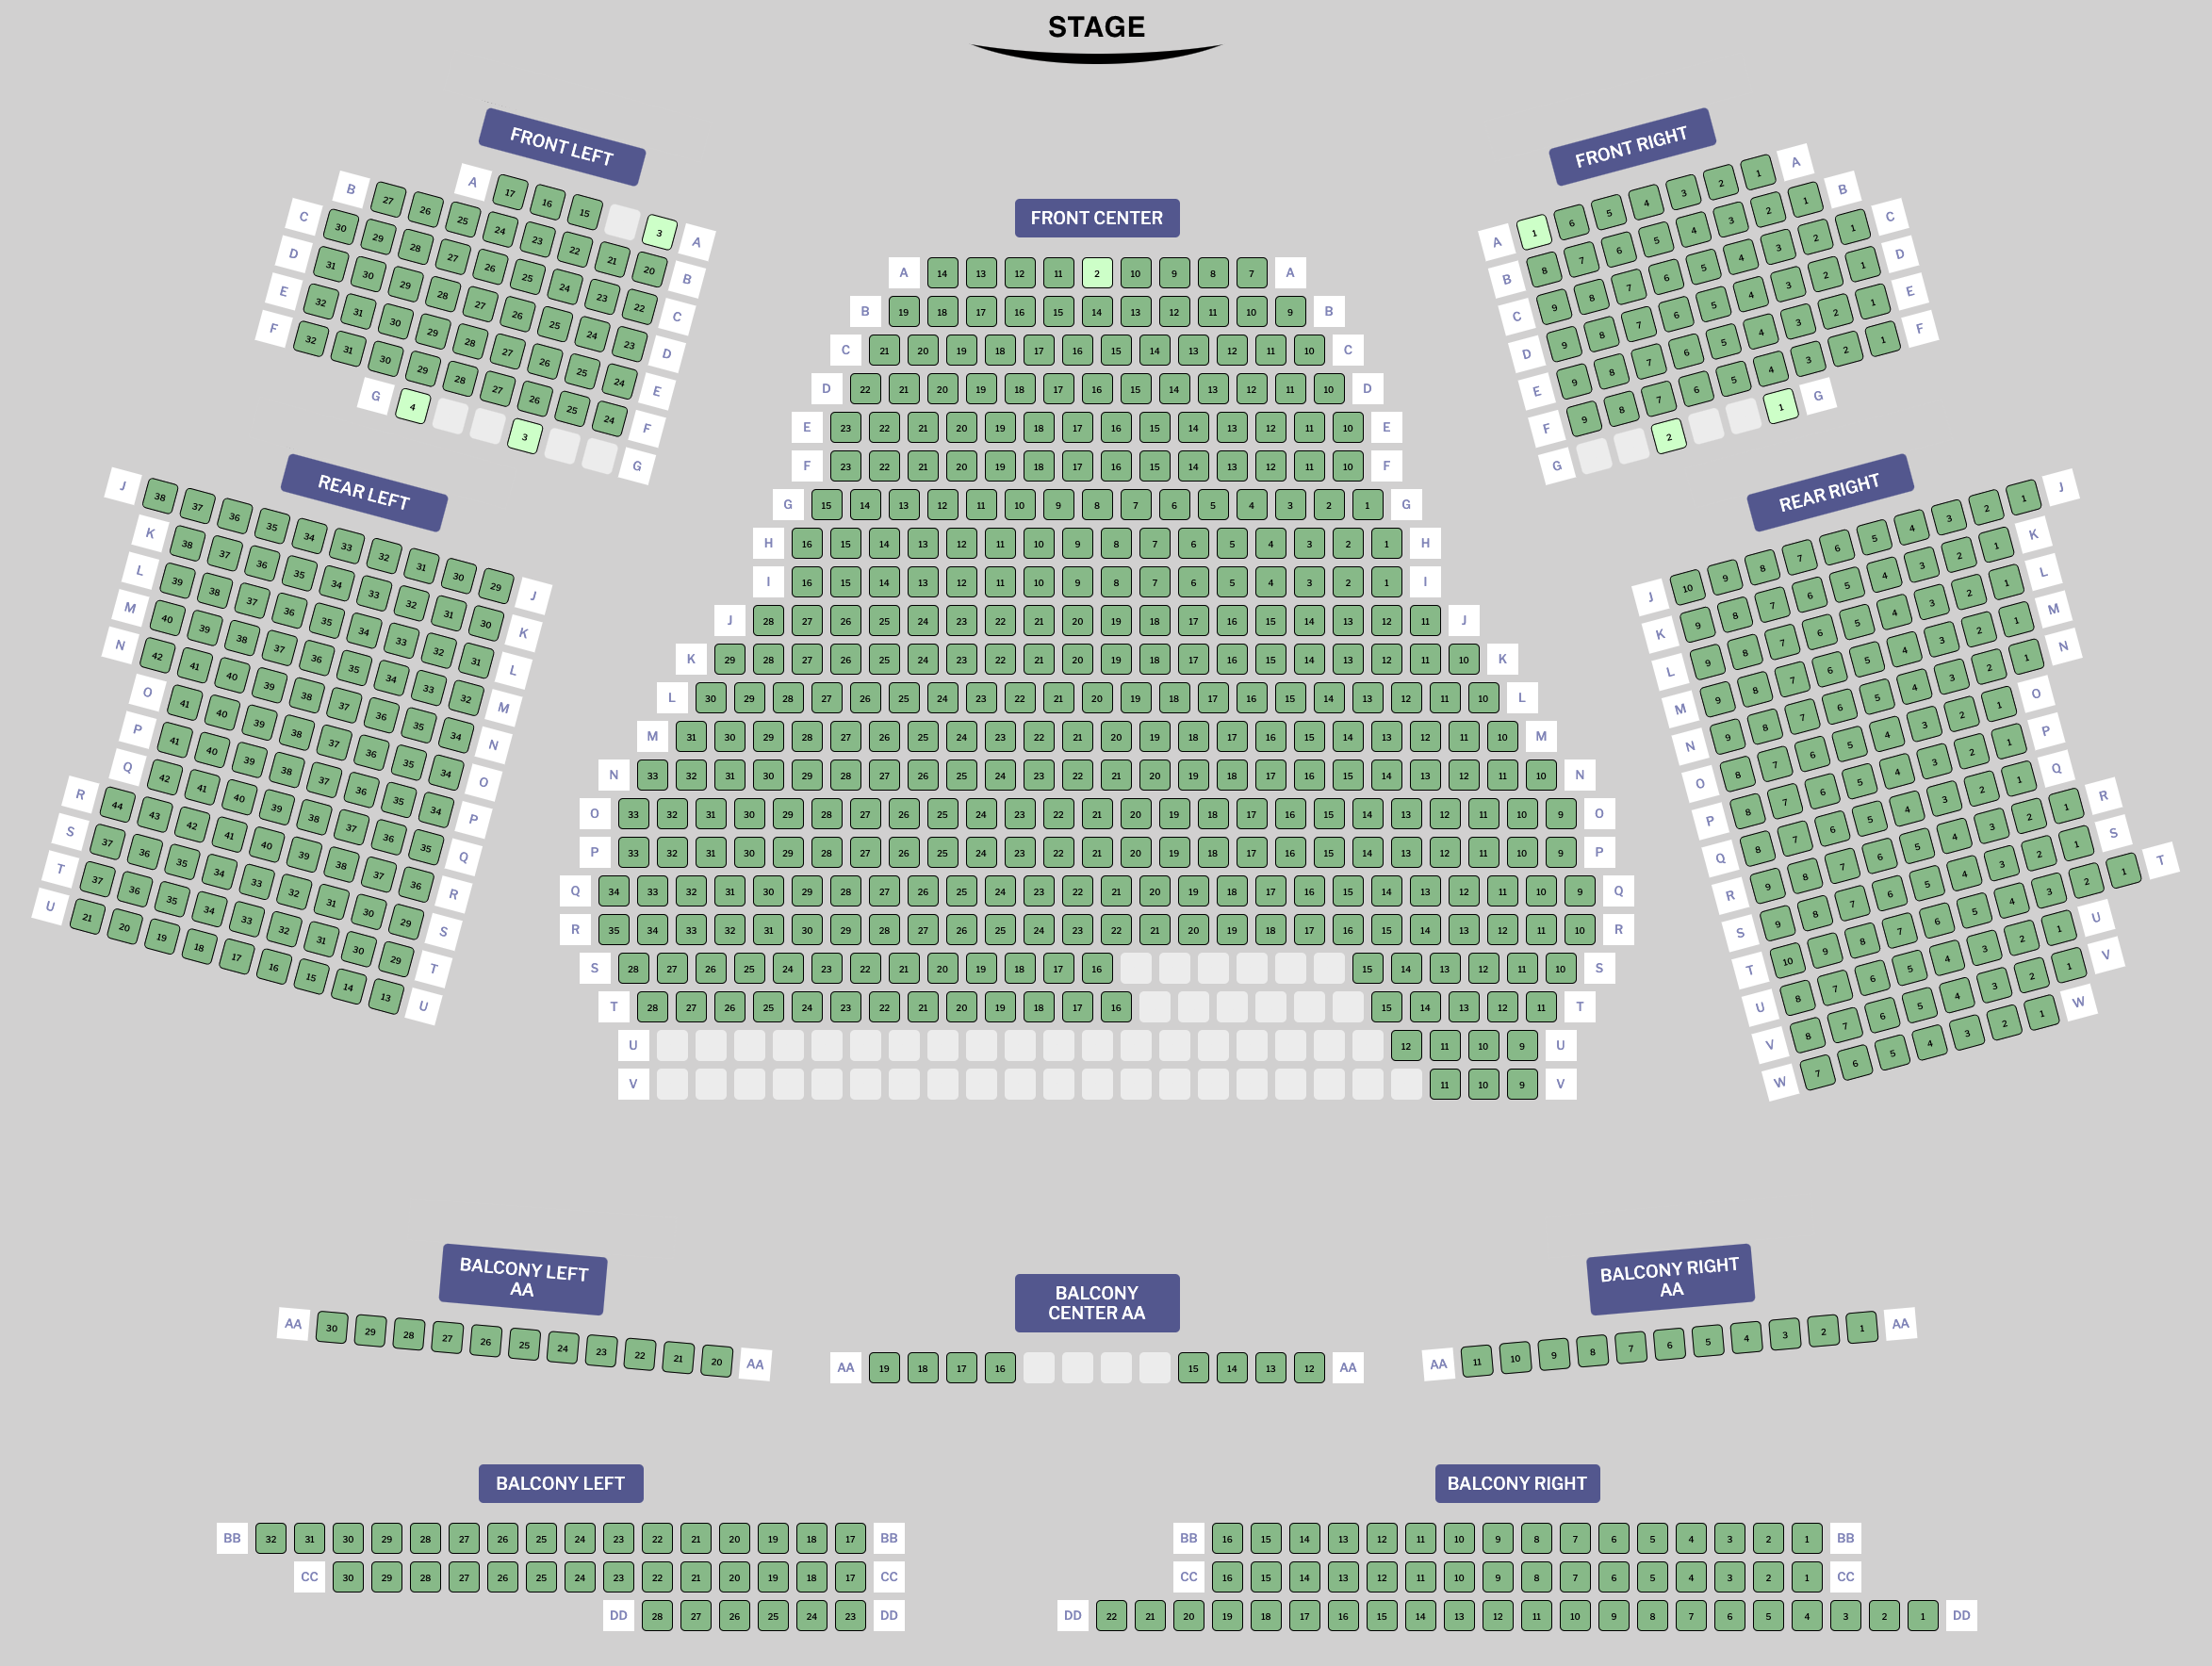 STAGE
FRONT LEFT
A 17 16 15 3 A
B 27 26 25 24 23 22 21 20 B
C 30 29 28 27 26 25 24 23 22 C
D 31 30 29 28 27 26 25 24 23 D
E 32 31 30 29 28 27 26 25 24 E
F 32 31 30 29 28 27 26 25 24 F
G 4 3 G
FRONT CENTER
A 14 13 12 11 2 10 9 8 7 A
B 19 18 17 16 15 14 13 12 11 10 9 B
C 21 20 19 18 17 16 15 14 13 12 11 10 C
D 22 21 20 19 18 17 16 15 14 13 12 11 10 D
E 23 22 21 20 19 18 17 16 15 14 13 12 11 10 E
F 23 22 21 20 19 18 17 16 15 14 13 12 11 10 F
G 15 14 13 12 11 10 9 8 7 6 5 4 3 2 1 G
H 16 15 14 13 12 11 10 9 8 7 6 5 4 3 2 1 H
I 16 15 14 13 12 11 10 9 8 7 6 5 4 3 2 1 I
J 28 27 26 25 24 23 22 21 20 19 18 17 16 15 14 13 12 11 J
K 29 28 27 26 25 24 23 22 21 20 19 18 17 16 15 14 13 12 11 10 K
L 30 29 28 27 26 25 24 23 22 21 20 19 18 17 16 15 14 13 12 11 10 L
M 31 30 29 28 27 26 25 24 23 22 21 20 19 18 17 16 15 14 13 12 11 10 M
N 33 32 31 30 29 28 27 26 25 24 23 22 21 20 19 18 17 16 15 14 13 12 11 10 N
O 33 32 31 30 29 28 27 26 25 24 23 22 21 20 19 18 17 16 15 14 13 12 11 10 9 O
P 33 32 31 30 29 28 27 26 25 24 23 22 21 20 19 18 17 16 15 14 13 12 11 10 9 P
Q 34 33 32 31 30 29 28 27 26 25 24 23 22 21 20 19 18 17 16 15 14 13 12 11 10 9 Q
R 35 34 33 32 31 30 29 28 27 26 25 24 23 22 21 20 19 18 17 16 15 14 13 12 11 10 R
S 28 27 26 25 24 23 22 21 20 19 18 17 16 15 14 13 12 11 10 S
T 28 27 26 25 24 23 22 21 20 19 18 17 16 15 14 13 12 11 T
U 12 11 10 9 U
V 11 10 9 V
FRONT RIGHT
A 1 6 5 4 3 2 1 A
B 8 7 6 5 4 3 2 1 B
C 9 8 7 6 5 4 3 2 1 C
D 9 8 7 6 5 4 3 2 1 D
E 9 8 7 6 5 4 3 2 1 E
F 9 8 7 6 5 4 3 2 1 F
G 2 1 G
REAR LEFT
J 38 37 36 35 34 33 32 31 30 29 J
K 38 37 36 35 34 33 32 31 30 K
L 39 38 37 36 35 34 33 32 31 L
M 40 39 38 37 36 35 34 33 32 M
N 42 41 40 39 38 37 36 35 34 N
O 41 40 39 38 37 36 35 34 O
P 41 40 39 38 37 36 35 34 P
Q 42 41 40 39 38 37 36 35 Q
R 44 43 42 41 40 39 38 37 36 R
S 37 36 35 34 33 32 31 30 29 S
T 37 36 35 34 33 32 31 30 29 T
U 21 20 19 18 17 16 15 14 13 U
REAR RIGHT
J 10 9 8 7 6 5 4 3 2 1 J
K 9 8 7 6 5 4 3 2 1 K
L 9 8 7 6 5 4 3 2 1 L
M 9 8 7 6 5 4 3 2 1 M
N 9 8 7 6 5 4 3 2 1 N
O 8 7 6 5 4 3 2 1 O
P 8 7 6 5 4 3 2 1 P
Q 8 7 6 5 4 3 2 1 Q
R 9 8 7 6 5 4 3 2 1 R
S 9 8 7 6 5 4 3 2 1 S
T 10 9 8 7 6 5 4 3 2 1 T
U 8 7 6 5 4 3 2 1 U
V 8 7 6 5 4 3 2 1 V
W 7 6 5 4 3 2 1 W
BALCONY LEFT
AA
AA 30 29 28 27 26 25 24 23 22 21 20 AA
BALCONY
CENTER AA
AA 19 18 17 16 15 14 13 12 AA
BALCONY RIGHT
AA
AA 11 10 9 8 7 6 5 4 3 2 1 AA
BALCONY LEFT
BB 32 31 30 29 28 27 26 25 24 23 22 21 20 19 18 17 BB
CC 30 29 28 27 26 25 24 23 22 21 20 19 18 17 CC
DD 28 27 26 25 24 23 DD
BALCONY RIGHT
BB 16 15 14 13 12 11 10 9 8 7 6 5 4 3 2 1 BB
CC 16 15 14 13 12 11 10 9 8 7 6 5 4 3 2 1 CC
DD 22 21 20 19 18 17 16 15 14 13 12 11 10 9 8 7 6 5 4 3 2 1 DD